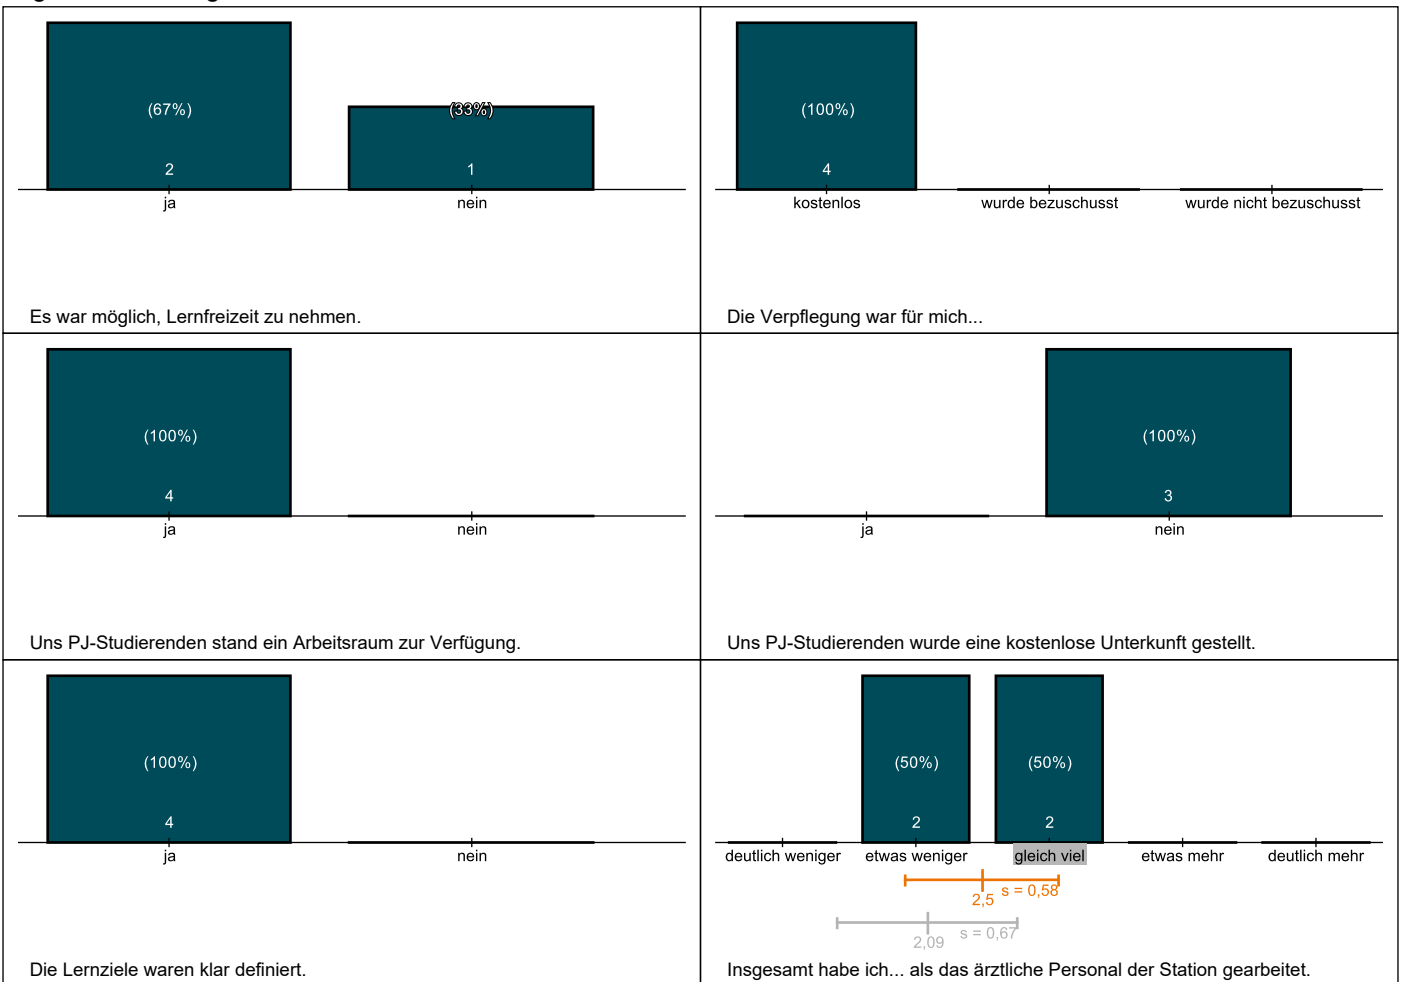 (67%)
(33%)
2
1
ja
nein
Es war möglich, Lernfreizeit zu nehmen.
(100%)
4
kostenlos
wurde bezuschusst
wurde nicht bezuschusst
Die Verpflegung war für mich...
(100%)
4
ja
nein
Uns PJ-Studierenden stand ein Arbeitsraum zur Verfügung.
(100%)
3
ja
nein
Uns PJ-Studierenden wurde eine kostenlose Unterkunft gestellt.
(100%)
4
ja
nein
Die Lernziele waren klar definiert.
(50%)
(50%)
2
2
deutlich weniger
etwas weniger
gleich viel
etwas mehr
deutlich mehr
2,5
s = 0,58
2,09
s = 0,67
Insgesamt habe ich... als das ärztliche Personal der Station gearbeitet.